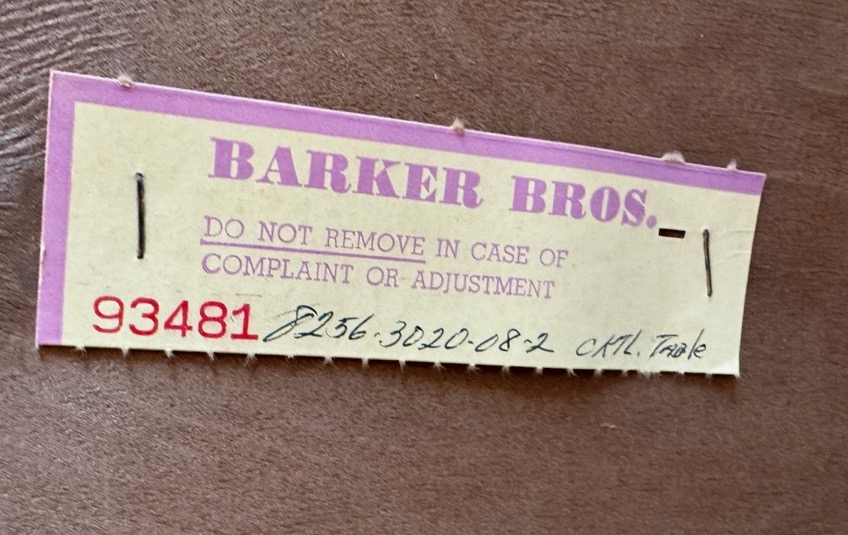 BARKER BROS.
DO NOT REMOVE IN CASE OF
COMPLAINT OR ADJUSTMENT
93481 8256-3020-08-2 CKTL. Table